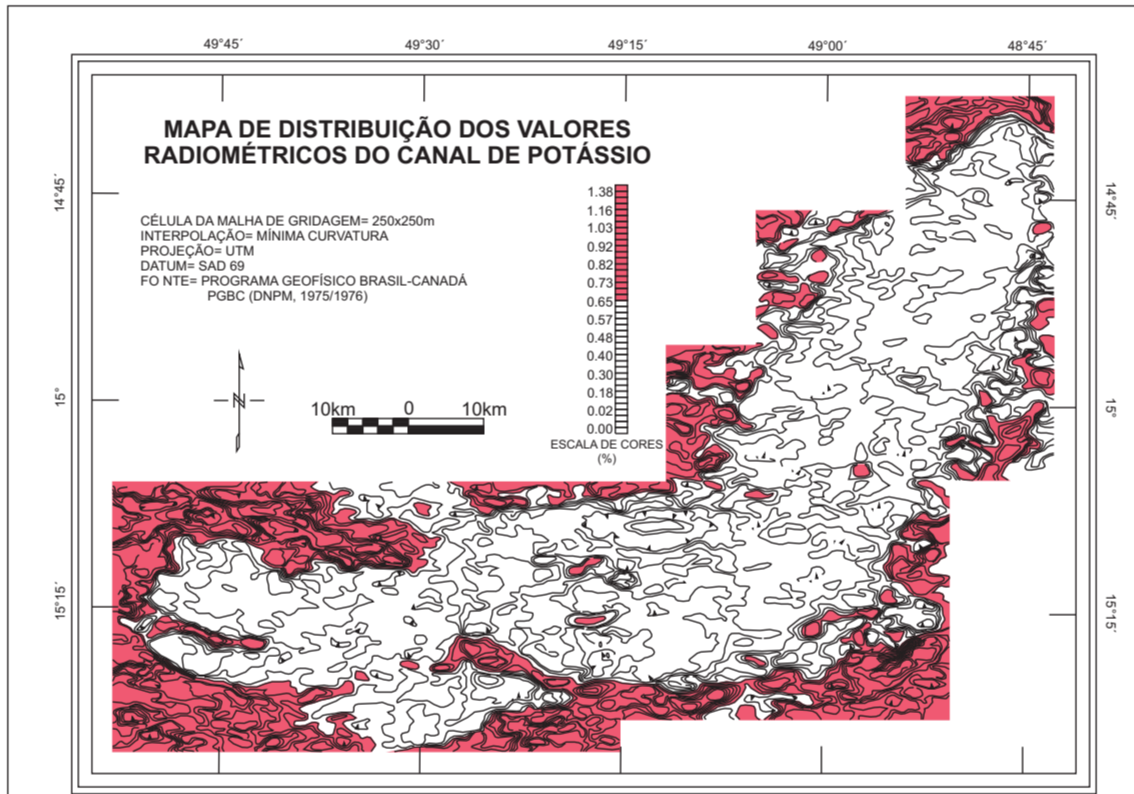 49°45´
49°30´
49°15´
49°00´
48°45´
MAPA DE DISTRIBUIÇÃO DOS VALORES
RADIOMÉTRICOS DO CANAL DE POTÁSSIO
14°45´
14°45´
CÉLULA DA MALHA DE GRIDAGEM= 250x250m
INTERPOLAÇÃO= MÍNIMA CURVATURA
PROJEÇÃO= UTM
DATUM= SAD 69
FO NTE= PROGRAMA GEOFÍSICO BRASIL-CANADÁ
PGBC (DNPM, 1975/1976)
1.38
1.16
1.03
0.92
0.82
0.73
0.65
0.57
0.48
0.40
0.30
0.18
0.02
0.00
ESCALA DE CORES
(%)
N
10km 0 10km
15°
15°
15°15´
15°15´